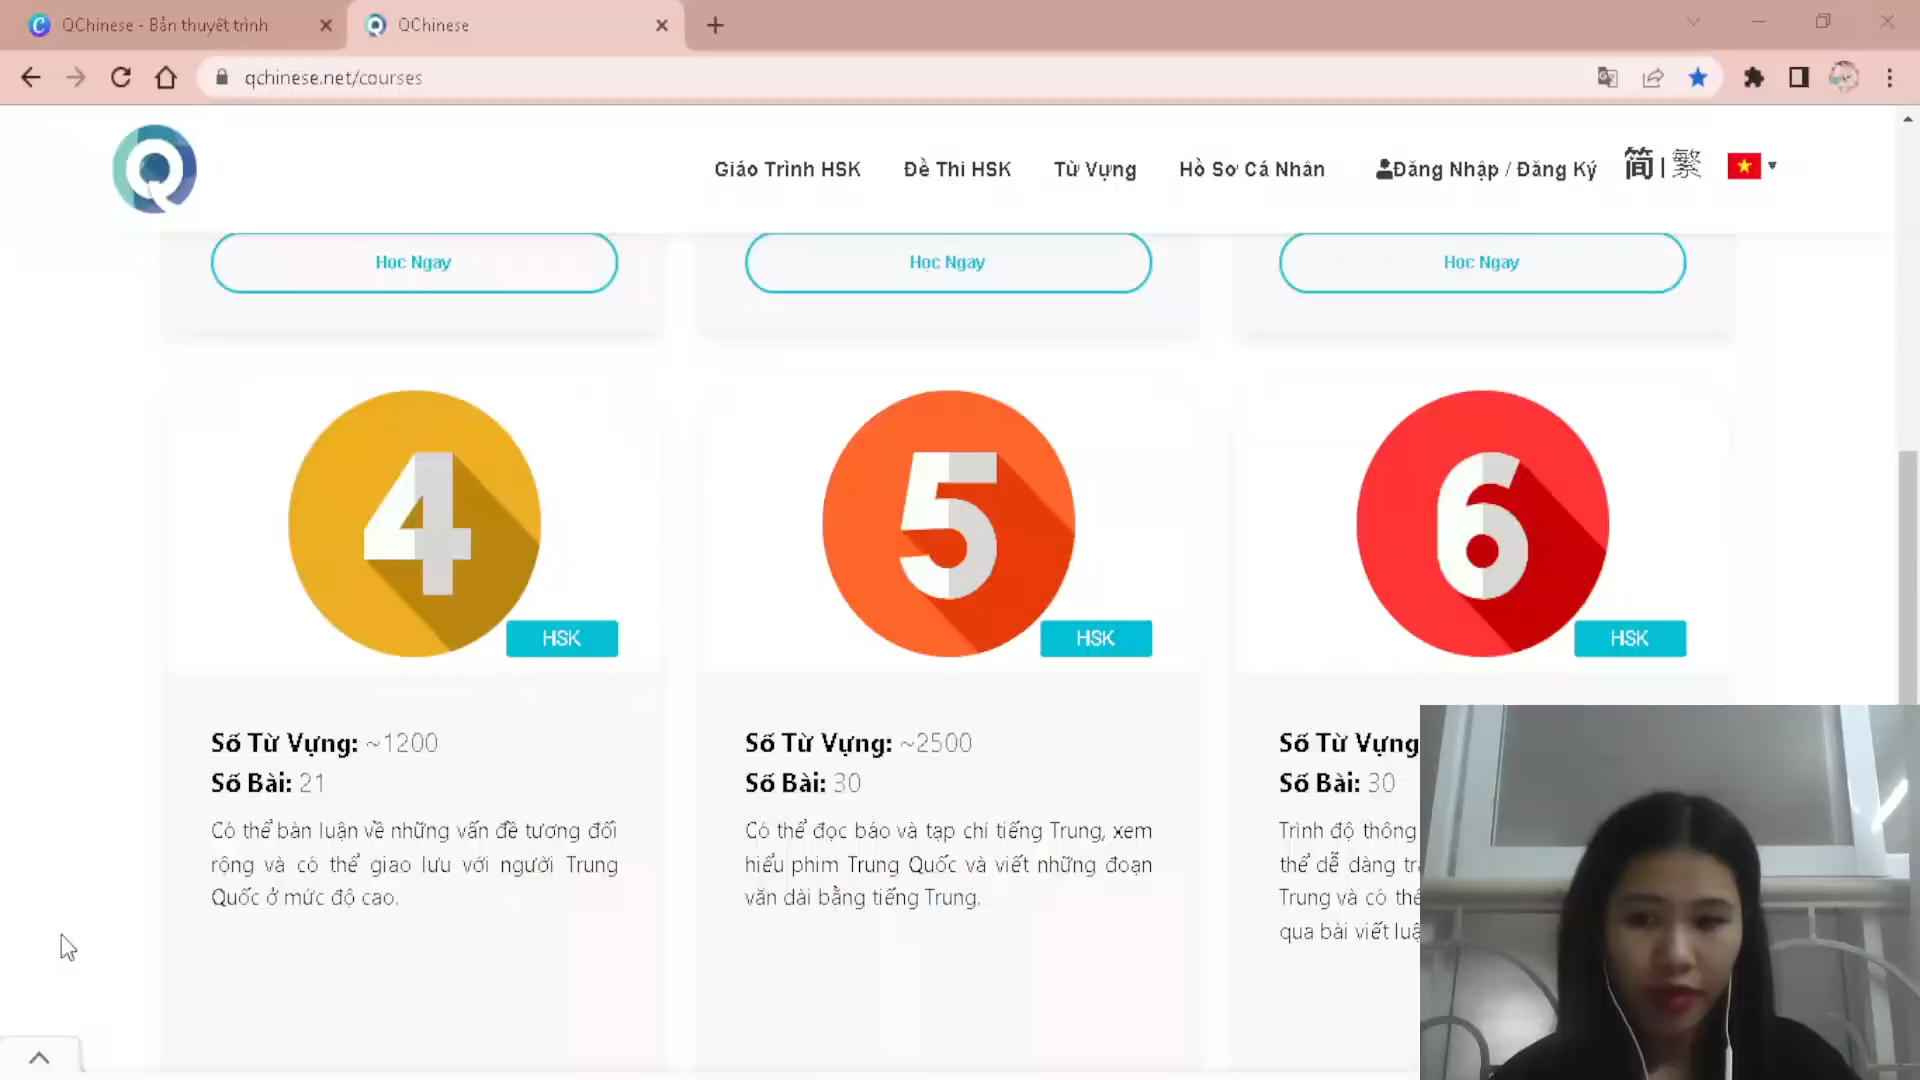 QChinese - Bản thuyết trình
QChinese
qchinese.net/courses
Q
Giáo Trình HSK
Đề Thi HSK
Từ Vựng
Hồ Sơ Cá Nhân
Đăng Nhập / Đăng Ký
简 | 繁
Học Ngay
Học Ngay
Học Ngay
4
HSK
5
HSK
6
HSK
Số Từ Vựng: ~1200
Số Bài: 21
Có thể bàn luận về những vấn đề tương đối
rộng và có thể giao lưu với người Trung
Quốc ở mức độ cao.
Số Từ Vựng: ~2500
Số Bài: 30
Có thể đọc báo và tạp chí tiếng Trung, xem
hiểu phim Trung Quốc và viết những đoạn
văn dài bằng tiếng Trung.
Số Từ Vựng
Số Bài: 30
Trình độ thông
thể dễ dàng
Trung và có thể
qua bài viết